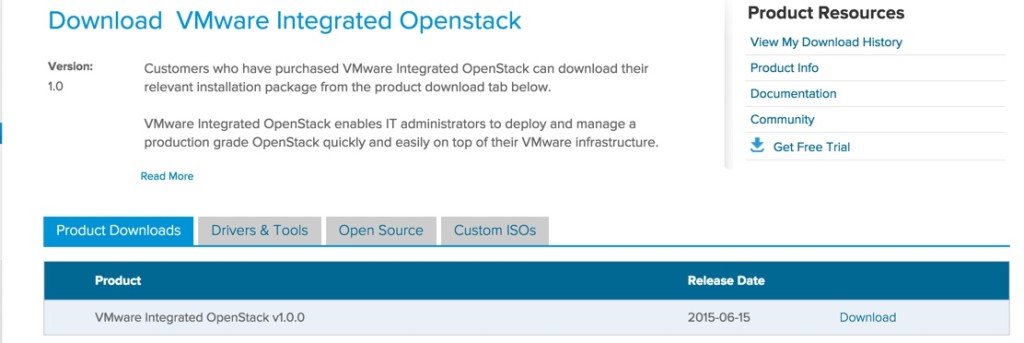 Download VMware Integrated Openstack
Version:
1.0
Customers who have purchased VMware Integrated OpenStack can download their
relevant installation package from the product download tab below.
VMware Integrated OpenStack enables IT administrators to deploy and manage a
production grade OpenStack quickly and easily on top of their VMware infrastructure.
Read More
Product Resources
View My Download History
Product Info
Documentation
Community
Get Free Trial
Product Downloads Drivers & Tools Open Source Custom ISOs
Product Release Date
VMware Integrated OpenStack v1.0.0 2015-06-15 Download